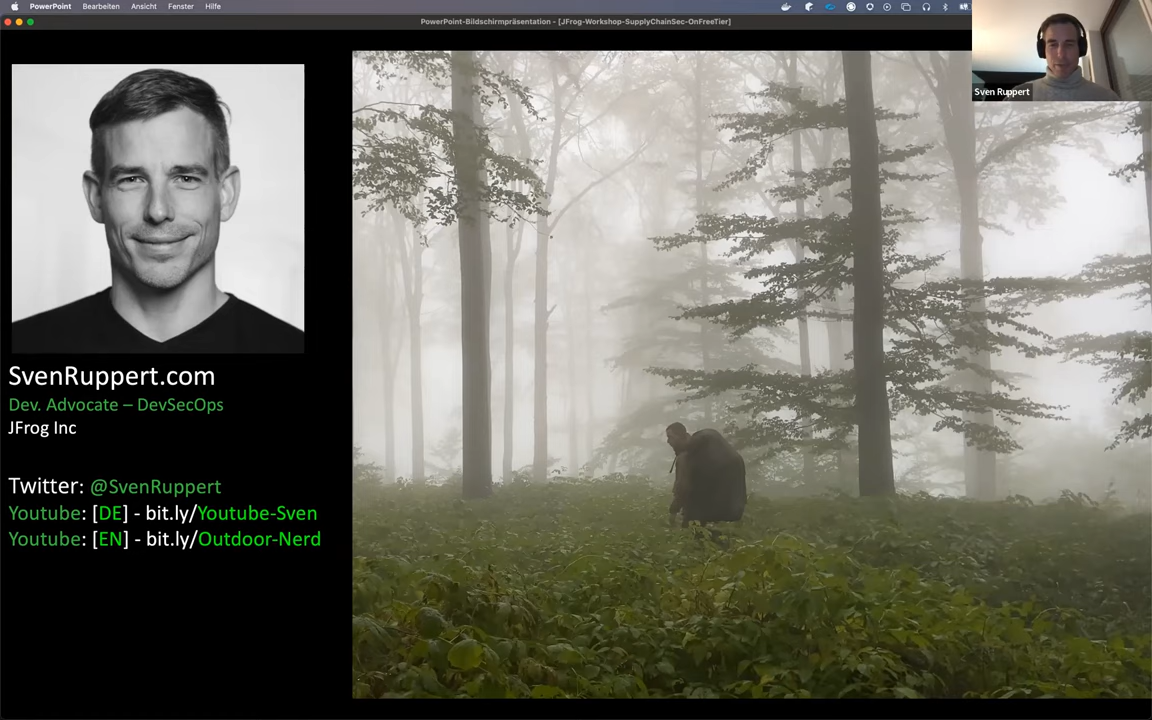 PowerPoint Bearbeiten Ansicht Fenster Hilfe
PowerPoint-Bildschirmpräsentation - [JFrog-Workshop-SupplyChainSec-OnFreeTier]
Sven Ruppert
SvenRuppert.com
Dev. Advocate – DevSecOps
JFrog Inc
Twitter: @SvenRuppert
Youtube: [DE] - bit.ly/Youtube-Sven
Youtube: [EN] - bit.ly/Outdoor-Nerd